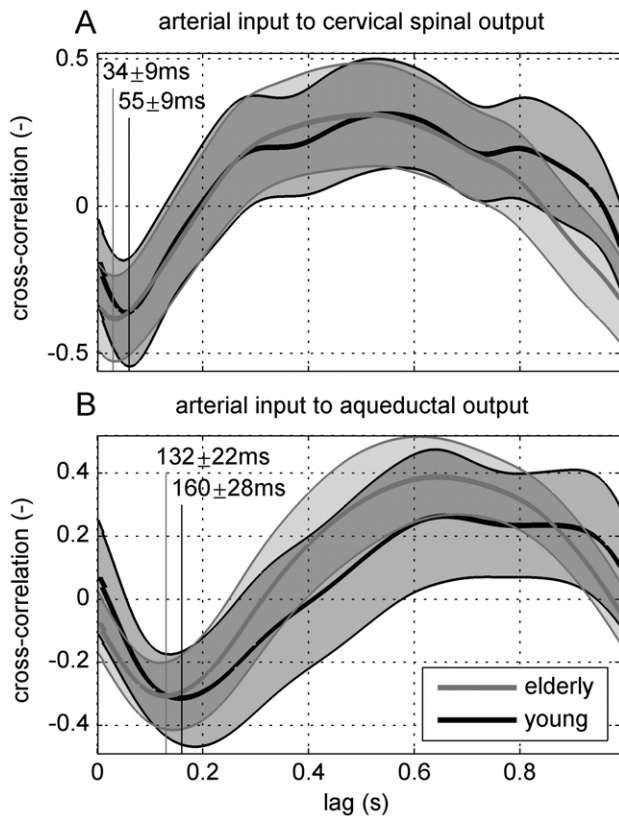 A arterial input to cervical spinal output
0.5
34±9ms
55±9ms
0
-0.5
cross-correlation (-)
B arterial input to aqueductal output
132±22ms
160±28ms
0.4
0.2
0
-0.2
-0.4
cross-correlation (-)
elderly
young
0 0.2 0.4 0.6 0.8
lag (s)